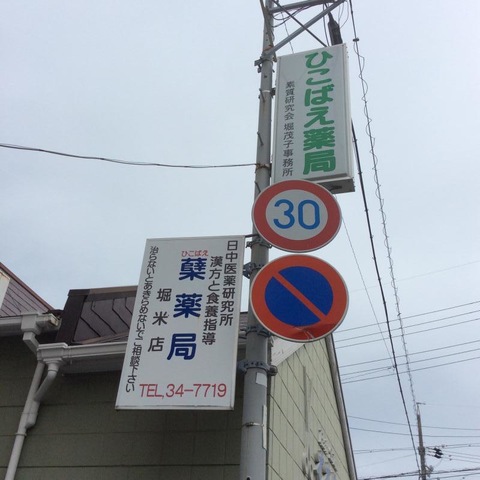 ひこばえ薬局
素質研究会 堀茂子事務所
30
日中医薬研究所
漢方と食養指導
ひこばえ
蘖薬局
堀米店
治らないとあきらめないでご相談下さい
TEL,34-7719